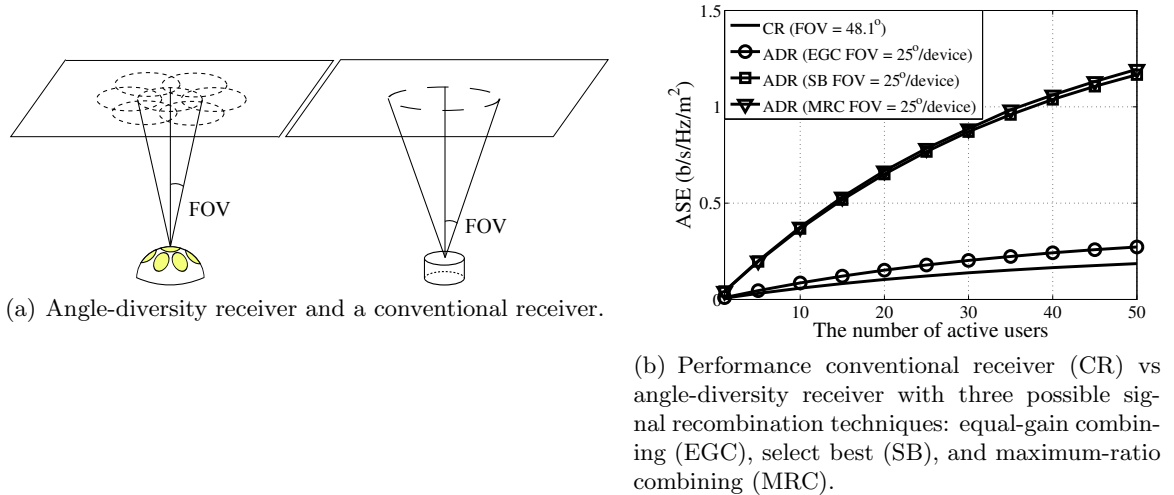 FOV
FOV
(a) Angle-diversity receiver and a conventional receiver.
1.5
1
0.5
0
ASE (b/s/Hz/m²)
CR (FOV = 48.1°)
ADR (EGC FOV = 25°/device)
ADR (SB FOV = 25°/device)
ADR (MRC FOV = 25°/device)
10 20 30 40 50
The number of active users
(b) Performance conventional receiver (CR) vs
angle-diversity receiver with three possible sig-
nal recombination techniques: equal-gain combin-
ing (EGC), select best (SB), and maximum-ratio
combining (MRC).